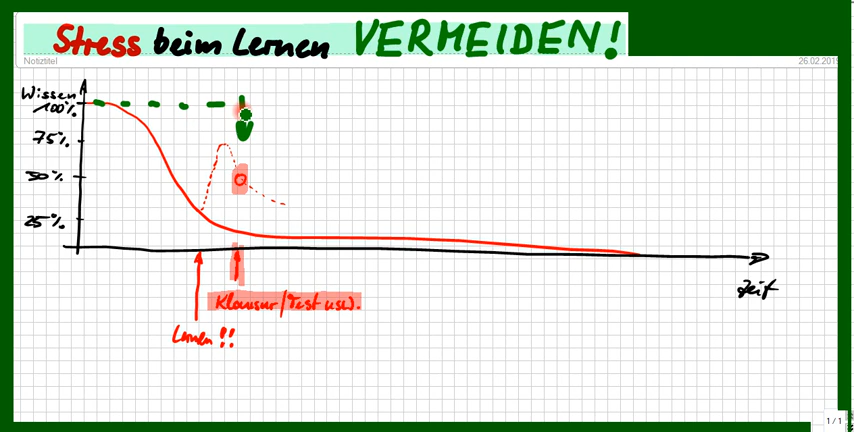 Stress beim Lernen VERMEIDEN!
Notiztitel
26.02.201
Wissen
100%
75%
50%
25%
Zeit
Klausur/Test usw.
Lernen!!
1/1